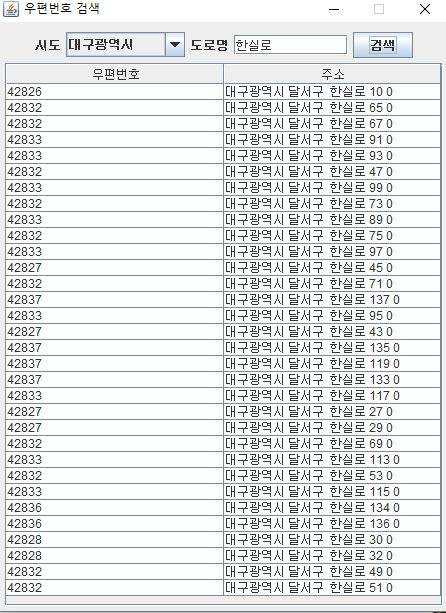 우편번호 검색
시도 대구광역시 도로명 한실로 검색
우편번호 주소
42826 대구광역시 달서구 한실로 10 0
42832 대구광역시 달서구 한실로 65 0
42832 대구광역시 달서구 한실로 67 0
42833 대구광역시 달서구 한실로 91 0
42833 대구광역시 달서구 한실로 93 0
42832 대구광역시 달서구 한실로 47 0
42833 대구광역시 달서구 한실로 99 0
42832 대구광역시 달서구 한실로 73 0
42833 대구광역시 달서구 한실로 89 0
42832 대구광역시 달서구 한실로 75 0
42833 대구광역시 달서구 한실로 97 0
42827 대구광역시 달서구 한실로 45 0
42832 대구광역시 달서구 한실로 71 0
42837 대구광역시 달서구 한실로 137 0
42833 대구광역시 달서구 한실로 95 0
42827 대구광역시 달서구 한실로 43 0
42837 대구광역시 달서구 한실로 135 0
42837 대구광역시 달서구 한실로 119 0
42837 대구광역시 달서구 한실로 133 0
42833 대구광역시 달서구 한실로 117 0
42827 대구광역시 달서구 한실로 27 0
42827 대구광역시 달서구 한실로 29 0
42832 대구광역시 달서구 한실로 69 0
42833 대구광역시 달서구 한실로 113 0
42832 대구광역시 달서구 한실로 53 0
42833 대구광역시 달서구 한실로 115 0
42836 대구광역시 달서구 한실로 134 0
42836 대구광역시 달서구 한실로 136 0
42828 대구광역시 달서구 한실로 30 0
42828 대구광역시 달서구 한실로 32 0
42832 대구광역시 달서구 한실로 49 0
42832 대구광역시 달서구 한실로 51 0